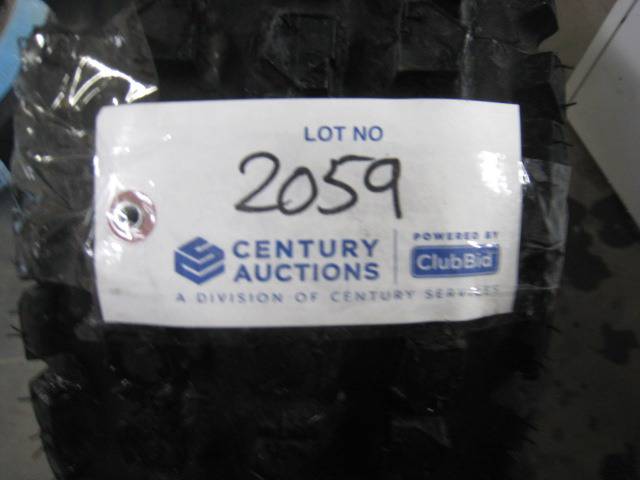 LOT NO
2059
CENTURY
AUCTIONS
POWERED BY
ClubBid
A DIVISION OF CENTURY SERVICES